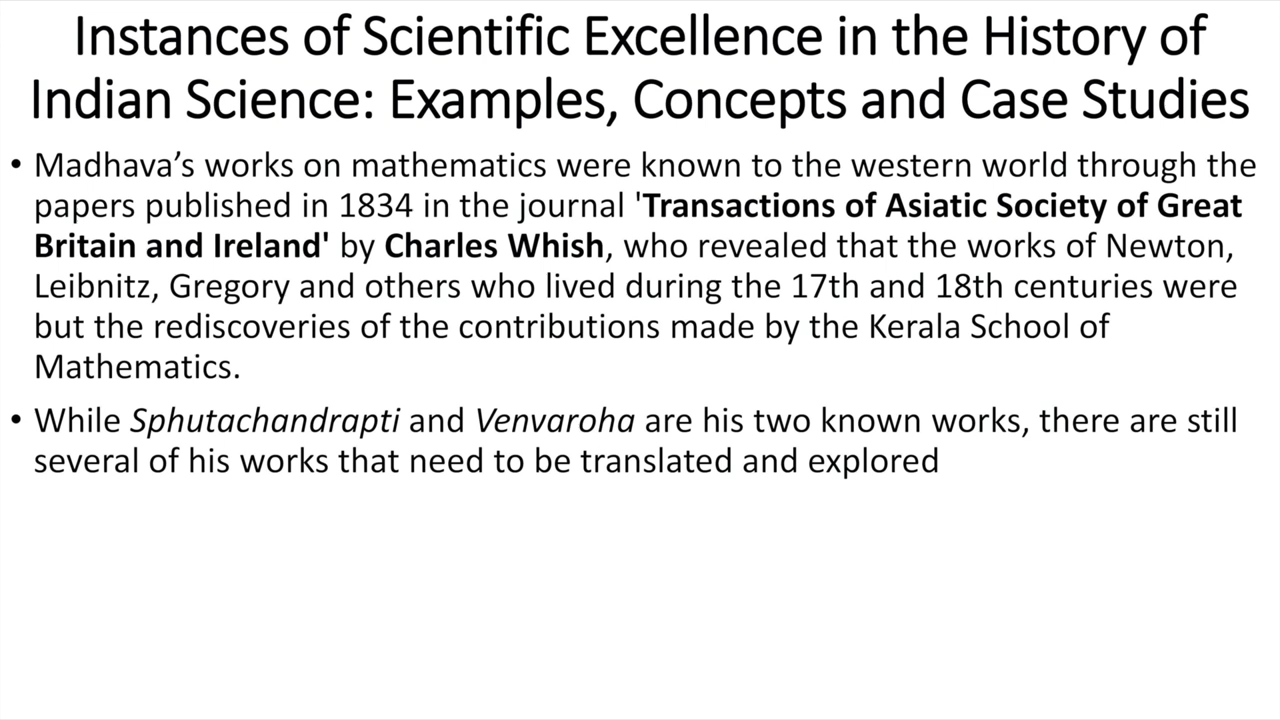 Instances of Scientific Excellence in the History of
Indian Science: Examples, Concepts and Case Studies
• Madhava’s works on mathematics were known to the western world through the
papers published in 1834 in the journal 'Transactions of Asiatic Society of Great
Britain and Ireland' by Charles Whish, who revealed that the works of Newton,
Leibnitz, Gregory and others who lived during the 17th and 18th centuries were
but the rediscoveries of the contributions made by the Kerala School of
Mathematics.
• While Sphutachandrapti and Venvaroha are his two known works, there are still
several of his works that need to be translated and explored